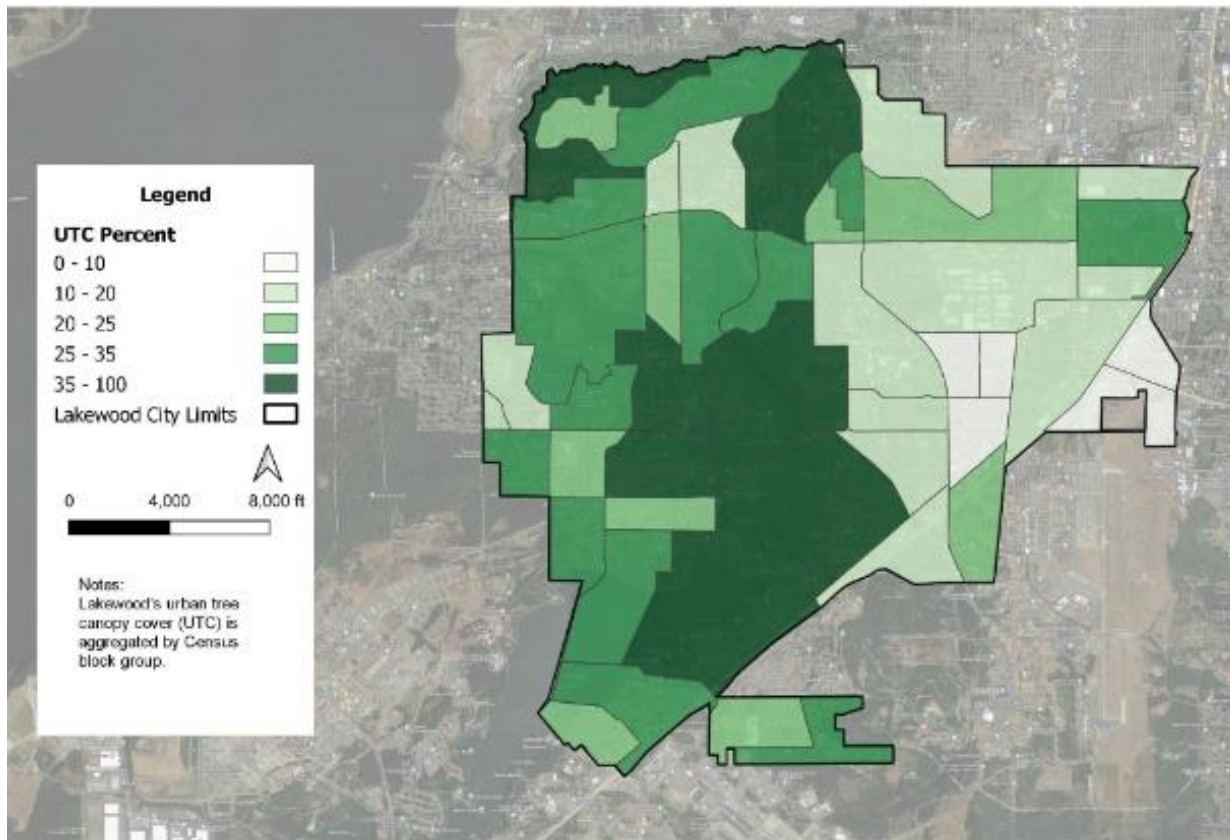 Legend
UTC Percent
0 - 10
10 - 20
20 - 25
25 - 35
35 - 100
Lakewood City Limits
0 4,000 8,000 ft
Notes:
Lakewood's urban tree
canopy cover (UTC) is
aggregated by Census
block group.